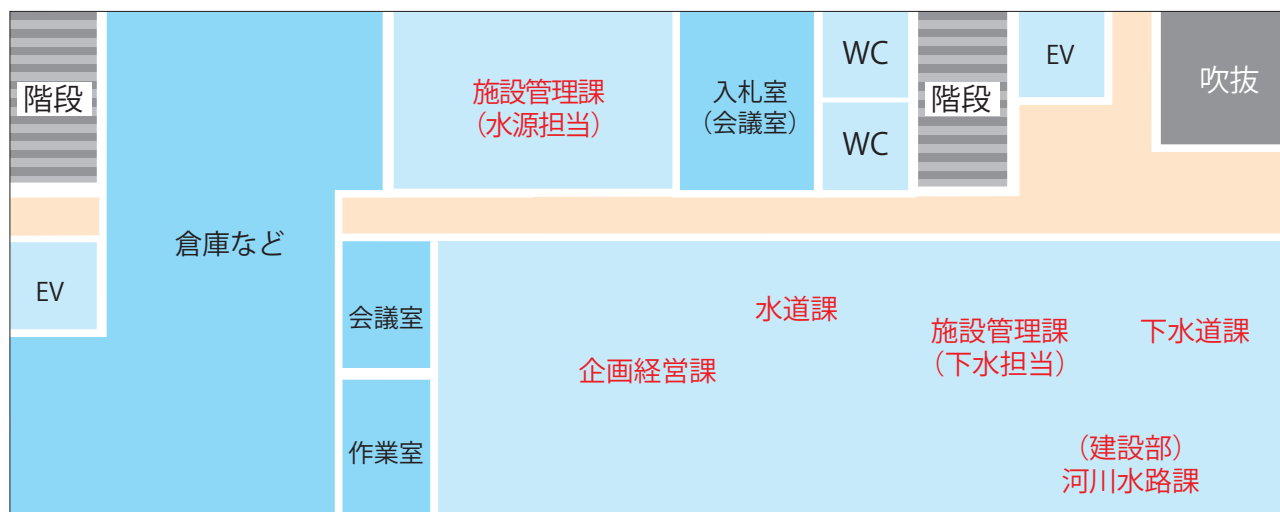 階段
施設管理課
（水源担当）
入札室
（会議室）
WC
WC
階段
EV
吹抜
倉庫など
EV
会議室
作業室
水道課
企画経営課
施設管理課
（下水担当）
下水道課
（建設部）
河川水路課